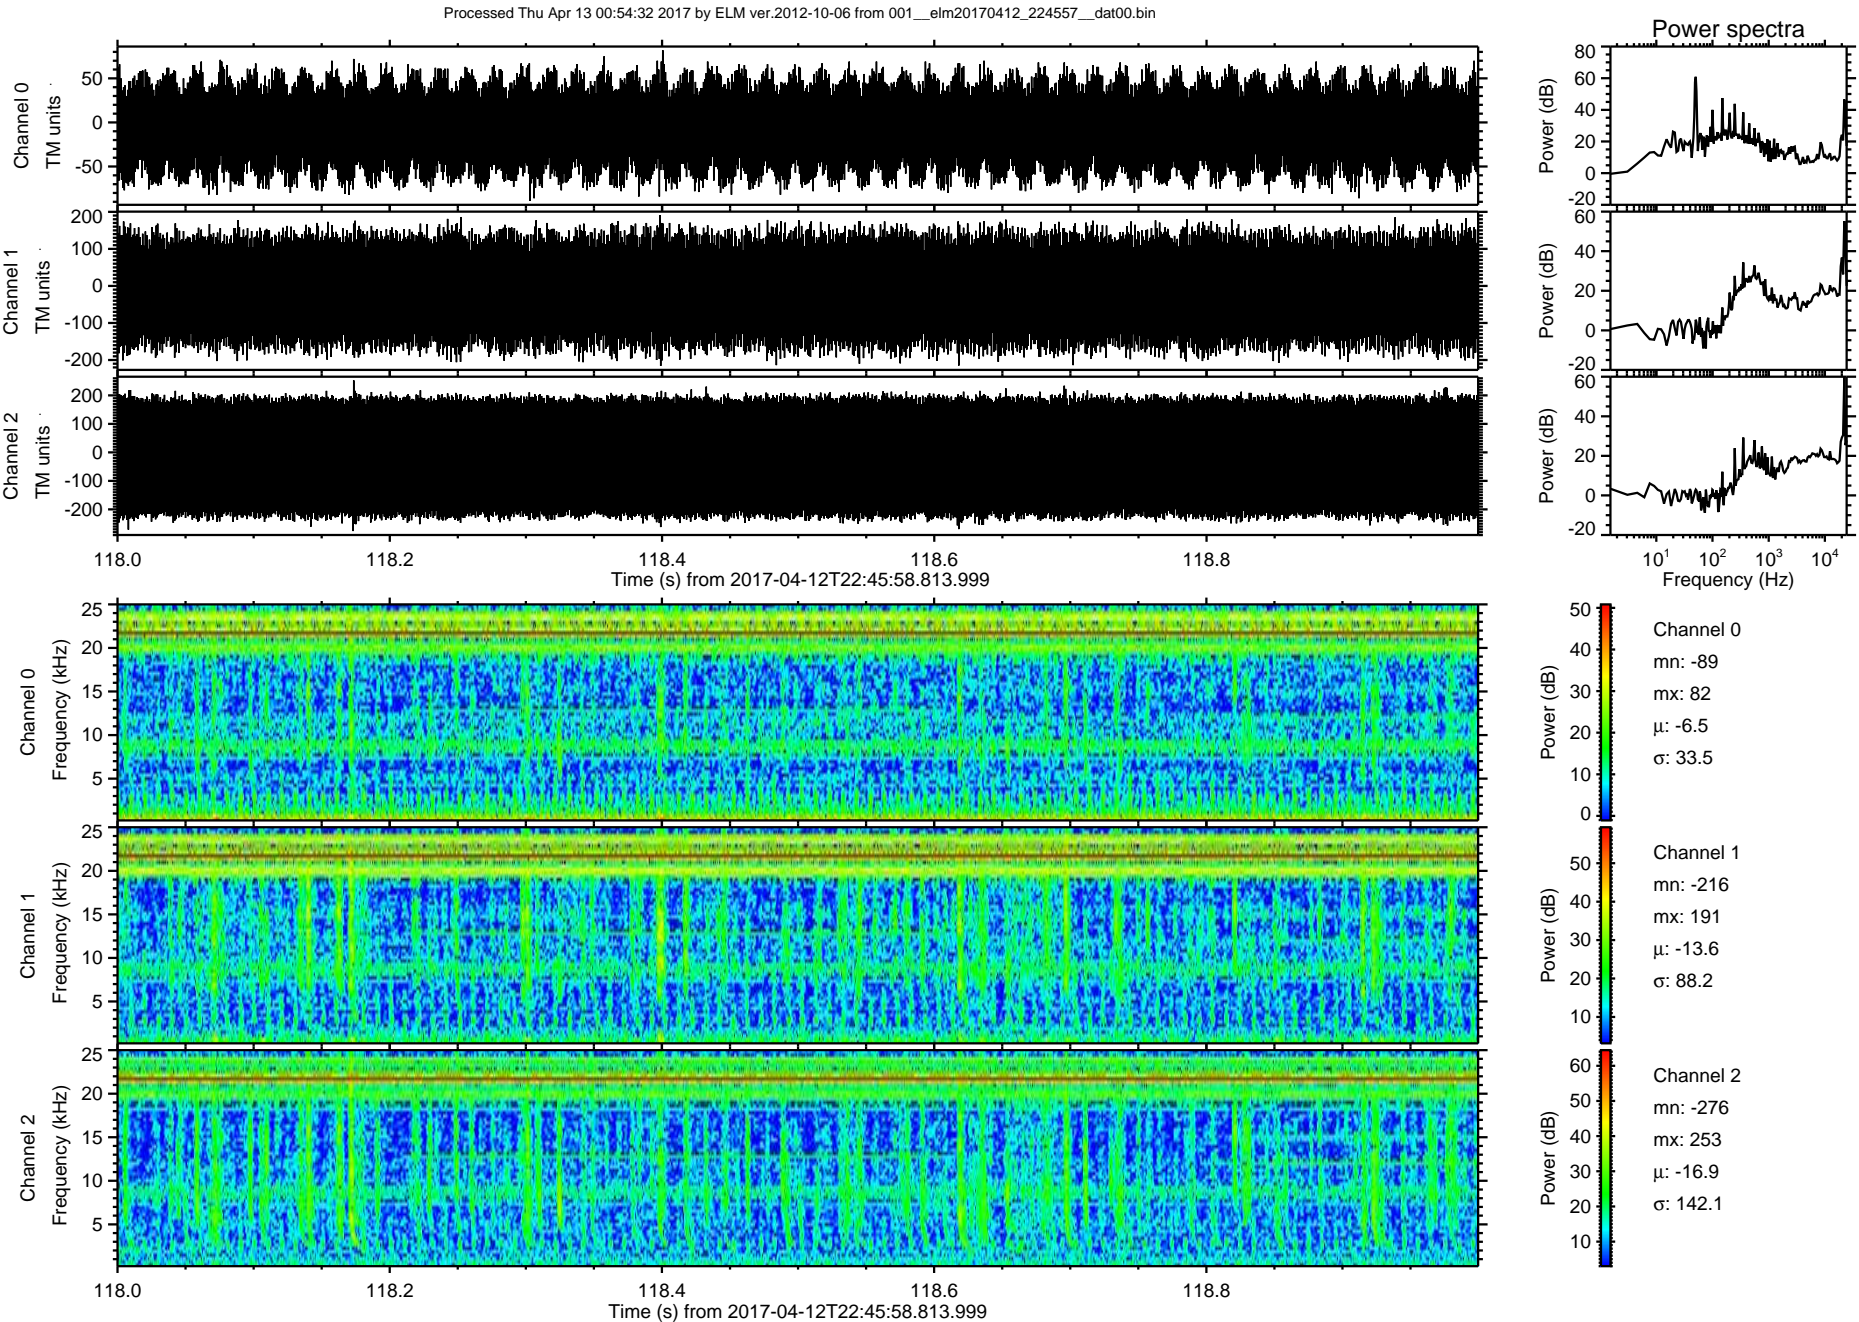 Processed Thu Apr 13 00:54:32 2017 by ELM ver.2012-10-06 from 001__elm20170412_224557__dat00.bin
Power spectra
Channel 0
TM units
50
0
-50
Power (dB)
80
60
40
20
0
-20
Channel 1
TM units
200
100
0
-100
-200
Power (dB)
60
40
20
0
-20
Channel 2
TM units
200
100
0
-100
-200
Power (dB)
60
40
20
0
-20
118.0 118.2 118.4 118.6 118.8
Time (s) from 2017-04-12T22:45:58.813.999
10¹ 10² 10³ 10⁴
Frequency (Hz)
Channel 0
Frequency (kHz)
25
20
15
10
5
Power (dB)
50
40
30
20
10
0
Channel 0
mn: -89
mx: 82
μ: -6.5
σ: 33.5
Channel 1
Frequency (kHz)
25
20
15
10
5
Power (dB)
50
40
30
20
10
Channel 1
mn: -216
mx: 191
μ: -13.6
σ: 88.2
Channel 2
Frequency (kHz)
25
20
15
10
5
Power (dB)
60
50
40
30
20
10
Channel 2
mn: -276
mx: 253
μ: -16.9
σ: 142.1
118.0 118.2 118.4 118.6 118.8
Time (s) from 2017-04-12T22:45:58.813.999